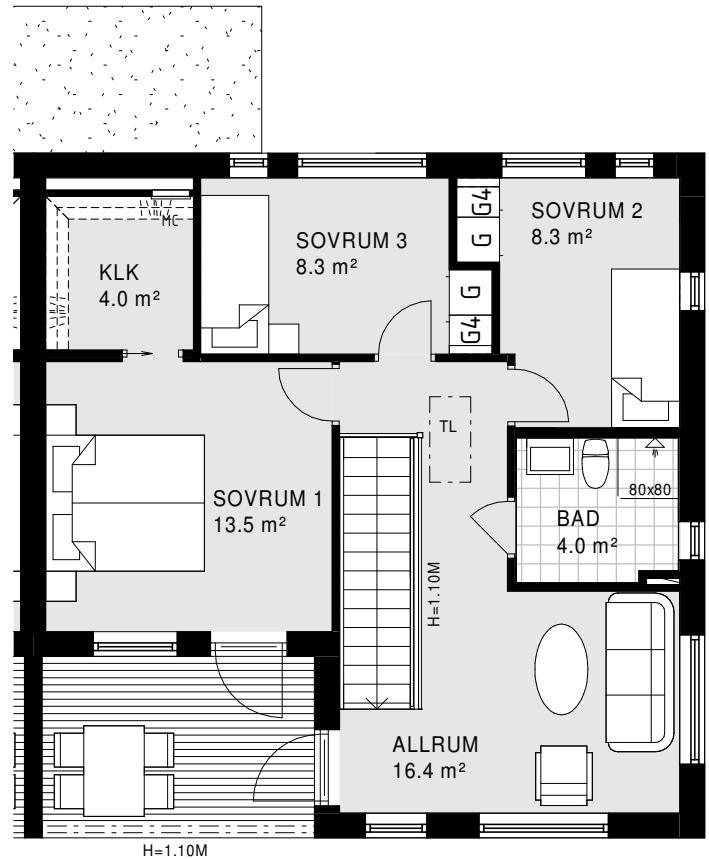 G4
G
SOVRUM 2
8.3 m²
SOVRUM 3
8.3 m²
MC
KLK
4.0 m²
G
G4
TL
SOVRUM 1
13.5 m²
80x80
BAD
4.0 m²
H=1.10M
ALLRUM
16.4 m²
H=1.10M